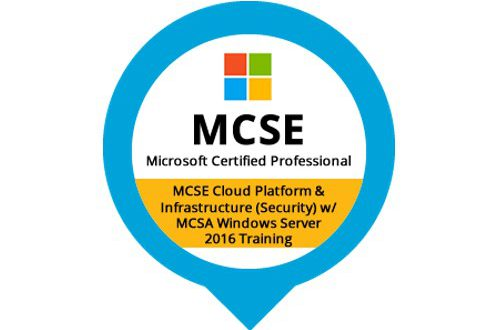 MCSE
Microsoft Certified Professional
MCSE Cloud Platform &
Infrastructure (Security) w/
MCSA Windows Server
2016 Training